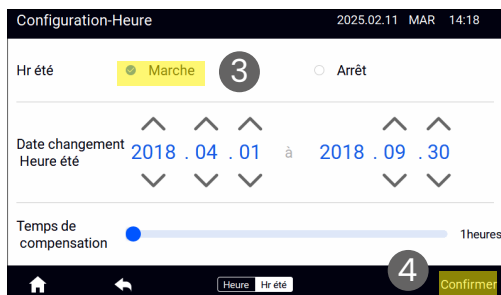 Configuration-Heure 2025.02.11 MAR 14:18
Hr été Marche 3 Arrêt
Date changement
Heure été
2018 . 04 . 01 à 2018 . 09 . 30
Temps de
compensation
1heures
4
Heure Hr été Confirmer